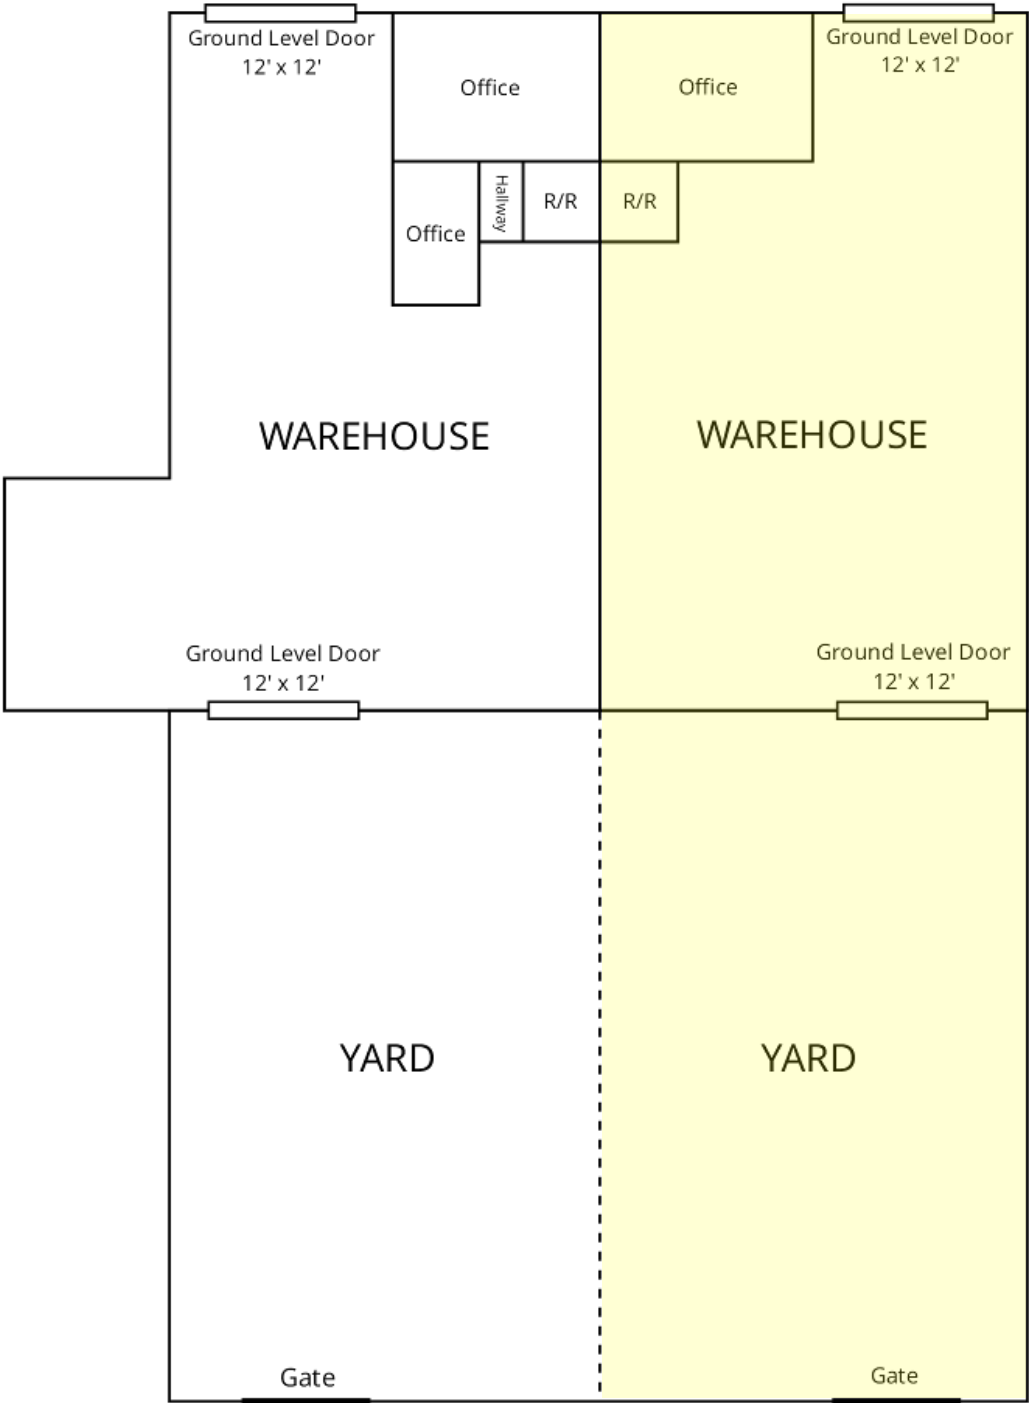 Ground Level Door
12' x 12'
Office
Office
Ground Level Door
12' x 12'
Office
Hallway
R/R
R/R
WAREHOUSE
WAREHOUSE
Ground Level Door
12' x 12'
Ground Level Door
12' x 12'
YARD
YARD
Gate
Gate